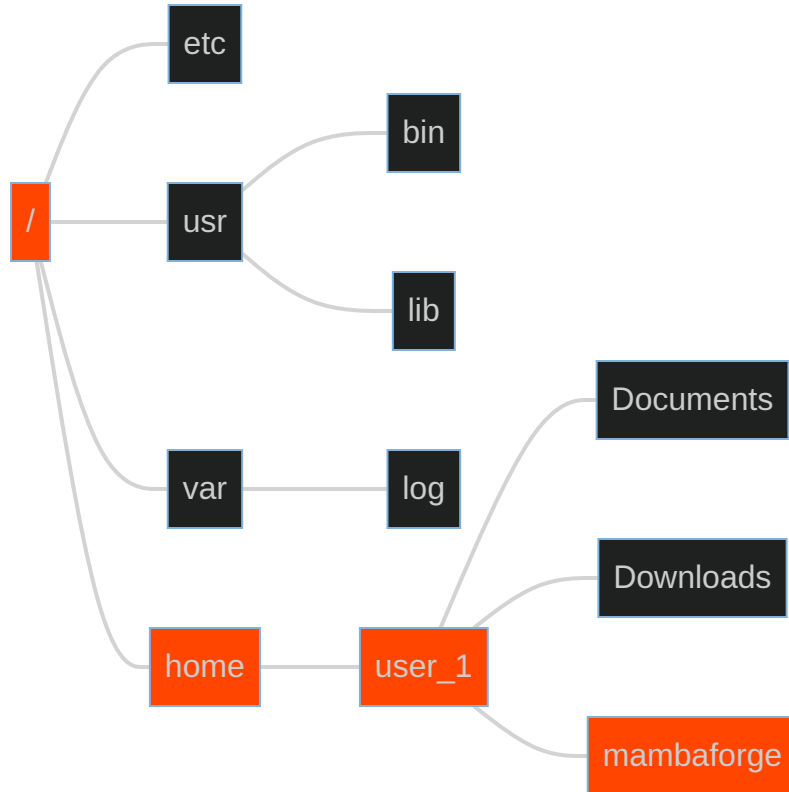 etc
bin
/
usr
lib
Documents
var
log
Downloads
home
user_1
mambaforge